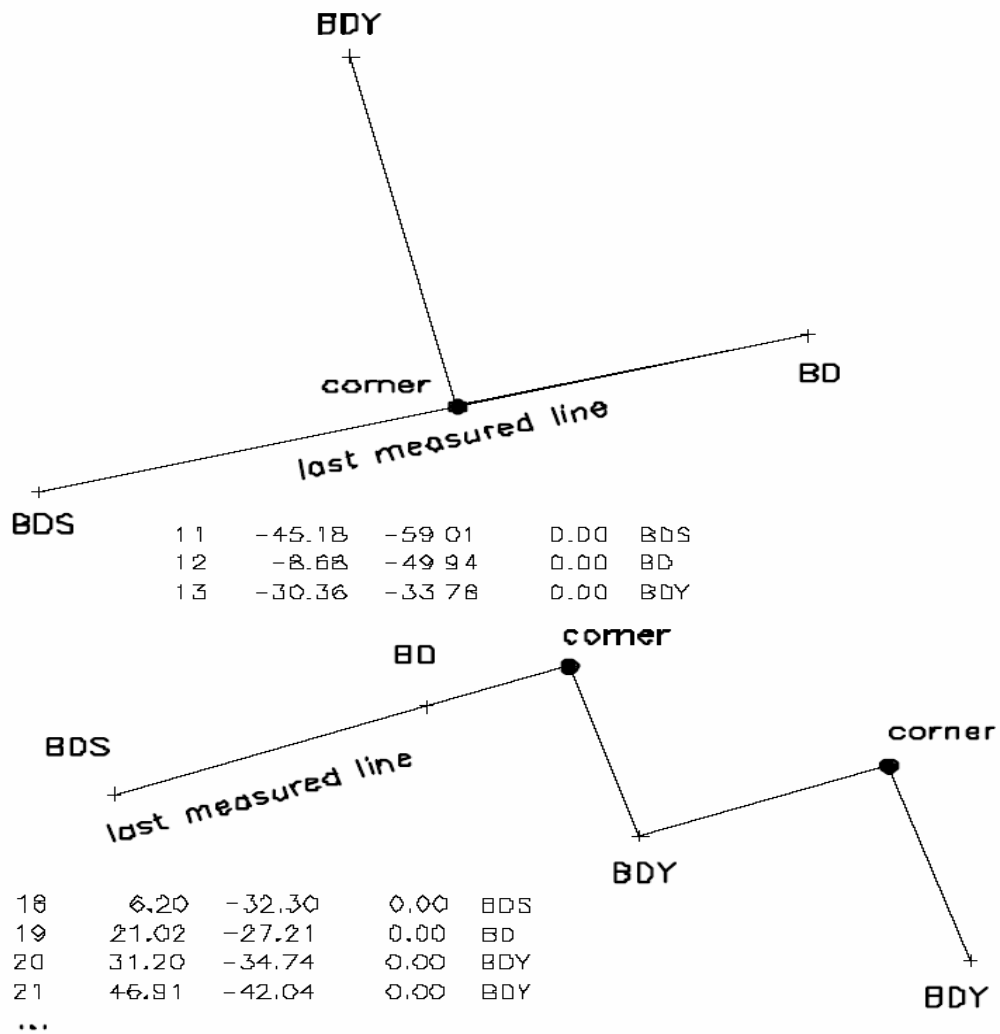 BDY
corner
BD
last measured line
BDS
11 -45.18 -59 01 0.00 BDS
12 -8.68 -49 94 0.00 BD
13 -30.36 -33 78 0.00 BDY
corner
BD
corner
BDS
last measured line
BDY
18 6.20 -32.30 0.00 BDS
19 21.02 -27.21 0.00 BD
20 31.20 -34.74 0.00 BDY
21 46.91 -42.04 0.00 BDY
BDY